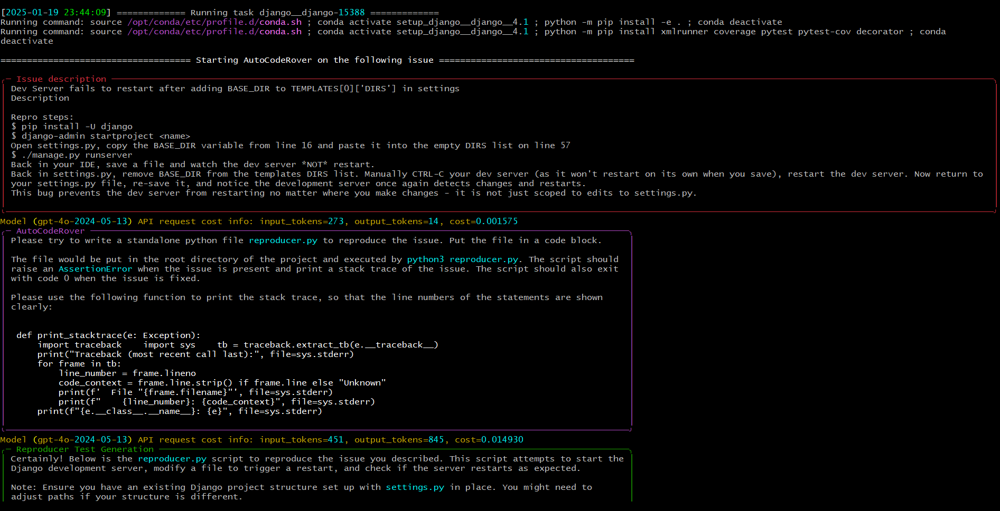 [2025-01-19 23:44:09] ============= Running task django__django-15388 =============
Running command: source /opt/conda/etc/profile.d/conda.sh ; conda activate setup_django__django__4.1 ; python -m pip install -e . ; conda deactivate
Running command: source /opt/conda/etc/profile.d/conda.sh ; conda activate setup_django__django__4.1 ; python -m pip install xmlrunner coverage pytest pytest-cov decorator ; conda
deactivate
==================================== Starting AutoCodeRover on the following issue =====================================
Issue description
Dev Server fails to restart after adding BASE_DIR to TEMPLATES[0]['DIRS'] in settings
Description
Repro steps:
$ pip install -U django
$ django-admin startproject <name>
Open settings.py, copy the BASE_DIR variable from line 16 and paste it into the empty DIRS list on line 57
$ ./manage.py runserver
Back in your IDE, save a file and watch the dev server *NOT* restart.
Back in settings.py, remove BASE_DIR from the templates DIRS list. Manually CTRL-C your dev server (as it won't restart on its own when you save), restart the dev server. Now return to
your settings.py file, re-save it, and notice the development server once again detects changes and restarts.
This bug prevents the dev server from restarting no matter where you make changes - it is not just scoped to edits to settings.py.
Model (gpt-4o-2024-05-13) API request cost info: input_tokens=273, output_tokens=14, cost=0.001575
AutoCodeRover
Please try to write a standalone python file reproducer.py to reproduce the issue. Put the file in a code block.
The file would be put in the root directory of the project and executed by python3 reproducer.py. The script should
raise an AssertionError when the issue is present and print a stack trace of the issue. The script should also exit
with code 0 when the issue is fixed.
Please use the following function to print the stack trace, so that the line numbers of the statements are shown
clearly:
def print_stacktrace(e: Exception):
    import traceback    import sys    tb = traceback.extract_tb(e.__traceback__)
    print("Traceback (most recent call last):", file=sys.stderr)
    for frame in tb:
        line_number = frame.lineno
        code_context = frame.line.strip() if frame.line else "Unknown"
        print(f'  File "{frame.filename}"', file=sys.stderr)
        print(f"    {line_number}: {code_context}", file=sys.stderr)
    print(f"{e.__class__.__name__}: {e}", file=sys.stderr)
Model (gpt-4o-2024-05-13) API request cost info: input_tokens=451, output_tokens=845, cost=0.014930
Reproducer Test Generation
Certainly! Below is the reproducer.py script to reproduce the issue you described. This script attempts to start the
Django development server, modify a file to trigger a restart, and check if the server restarts as expected.
Note: Ensure you have an existing Django project structure set up with settings.py in place. You might need to
adjust paths if your structure is different.